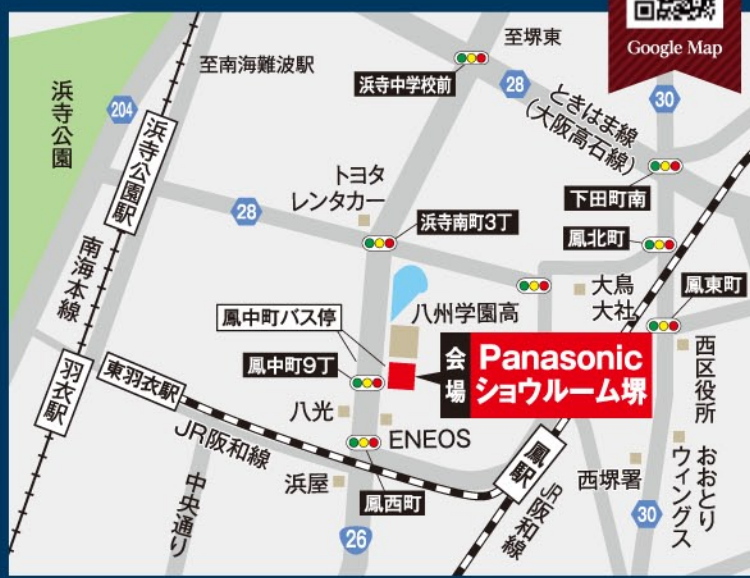 Google Map
至堺東
至南海難波駅
浜寺中学校前
28
30
ときはま線
(大阪高石線)
浜寺公園
204
浜寺公園駅
トヨタ
レンタカー
下田町南
28
浜寺南町3丁
鳳北町
南海本線
大鳥
大社
鳳東町
八州学園高
鳳中町バス停
会場
Panasonic
ショウルーム堺
西区役所
羽衣駅
東羽衣駅
鳳中町9丁
八光
ENEOS
JR阪和線
鳳駅
おおとり
ウィングス
西堺署
浜屋
鳳西町
中央通り
JR阪和線
30
26